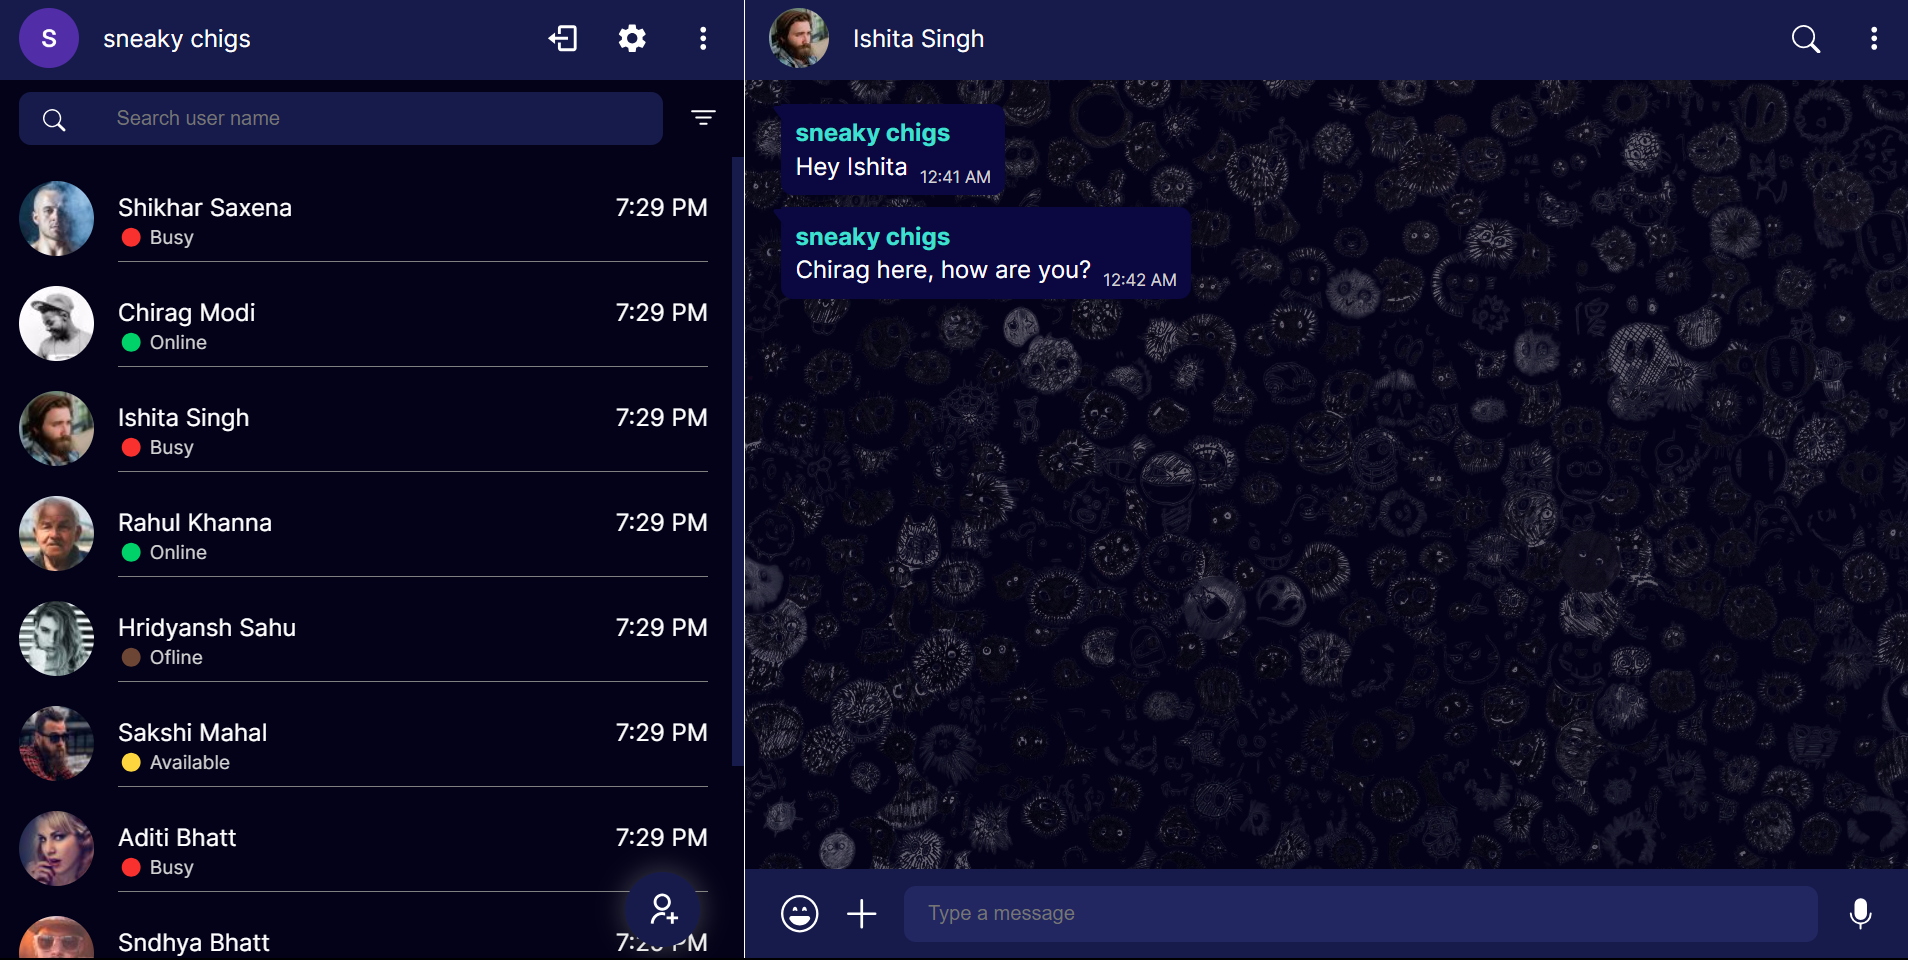 S
sneaky chigs
Search user name
Shikhar Saxena 7:29 PM
Busy
Chirag Modi 7:29 PM
Online
Ishita Singh 7:29 PM
Busy
Rahul Khanna 7:29 PM
Online
Hridyansh Sahu 7:29 PM
Ofline
Sakshi Mahal 7:29 PM
Available
Aditi Bhatt 7:29 PM
Busy
Sndhya Bhatt 7:29 PM
Ishita Singh
sneaky chigs
Hey Ishita 12:41 AM
sneaky chigs
Chirag here, how are you? 12:42 AM
Type a message